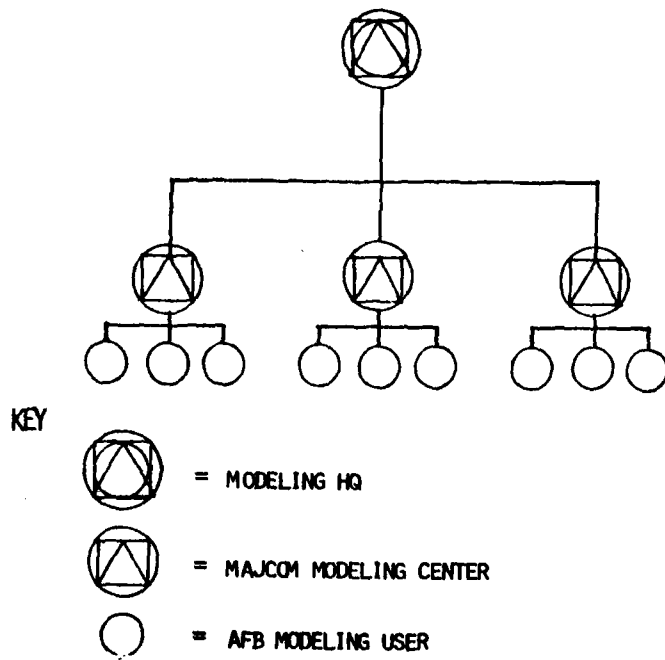 KEY
= MODELING HQ
= MAJCOM MODELING CENTER
= AFB MODELING USER